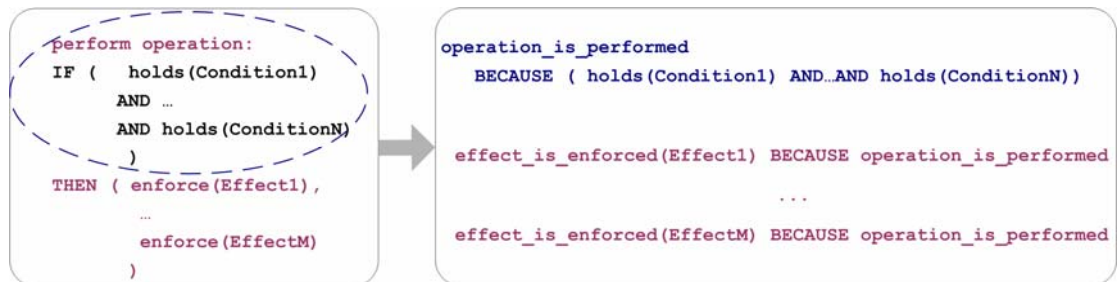 perform operation:
IF ( holds(Condition1)
AND …
AND holds(ConditionN)
)
THEN ( enforce(Effect1),
…
enforce(EffectM)
)
operation_is_performed
BECAUSE ( holds(Condition1) AND…AND holds(ConditionN))
effect_is_enforced(Effect1) BECAUSE operation_is_performed
...
effect_is_enforced(EffectM) BECAUSE operation_is_performed